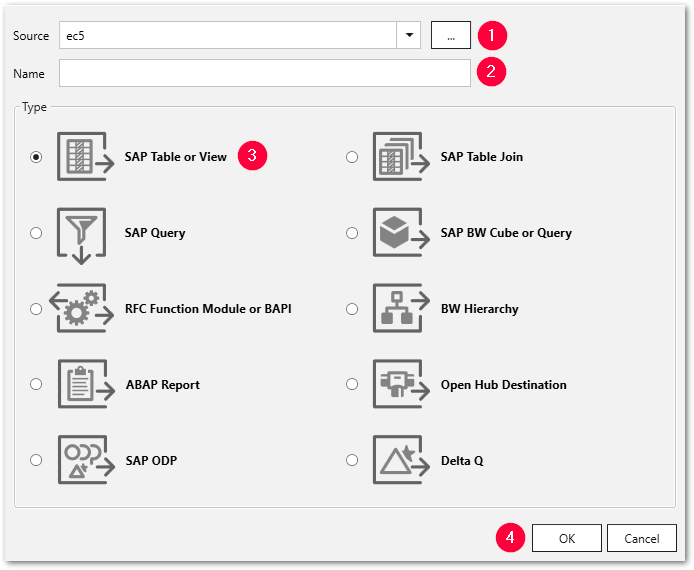 Source ec5 ... 1
Name 2
Type
SAP Table or View 3 SAP Table Join
SAP Query SAP BW Cube or Query
RFC Function Module or BAPI BW Hierarchy
ABAP Report Open Hub Destination
SAP ODP Delta Q
4 OK Cancel